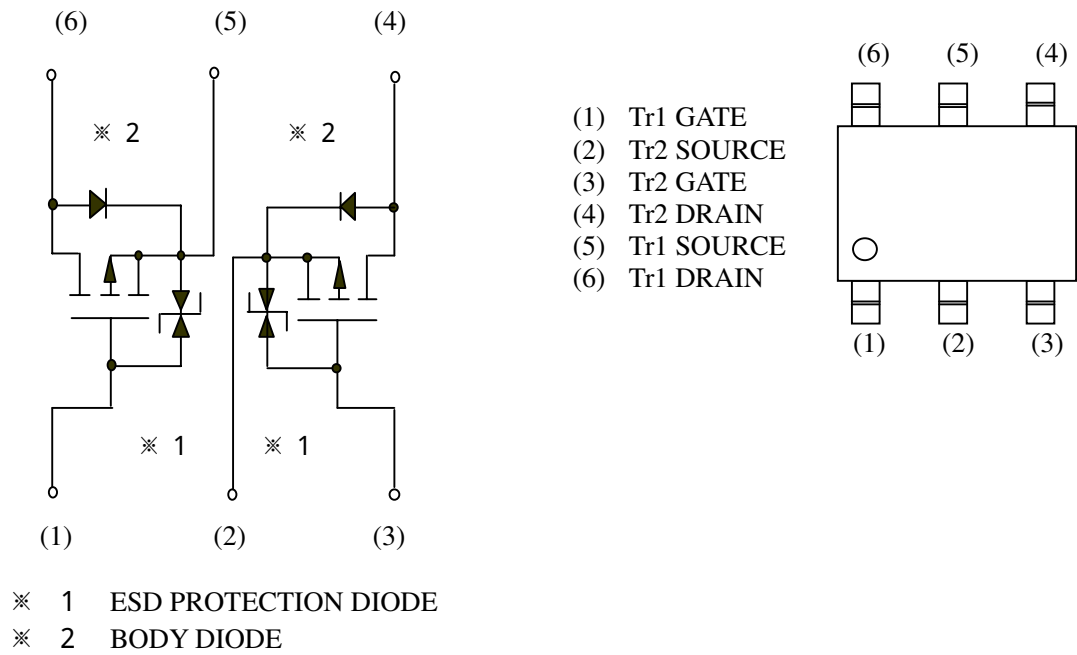 (6) (5) (4)
※ 2 ※ 2
※ 1 ※ 1
(1) (2) (3)
※ 1 ESD PROTECTION DIODE
※ 2 BODY DIODE
(1) Tr1 GATE
(2) Tr2 SOURCE
(3) Tr2 GATE
(4) Tr2 DRAIN
(5) Tr1 SOURCE
(6) Tr1 DRAIN
(6) (5) (4)
(1) (2) (3)